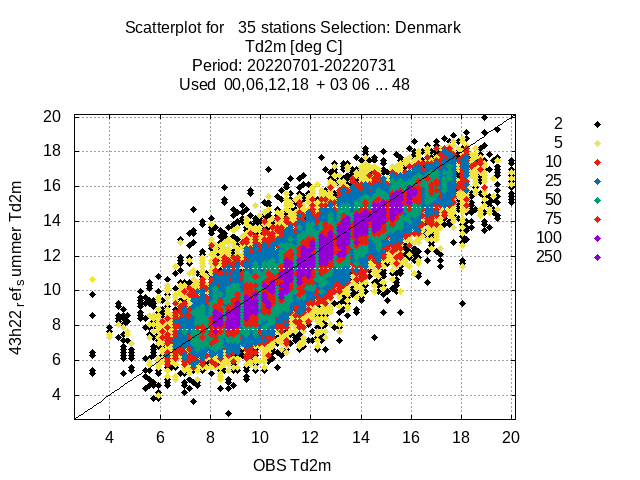 Scatterplot for 35 stations Selection: Denmark
Td2m [deg C]
Period: 20220701-20220731
Used 00,06,12,18 + 03 06 ... 48
20
18
16
14
12
10
8
6
4
43h22ref summer Td2m
4 6 8 10 12 14 16 18 20
OBS Td2m
2
5
10
25
50
75
100
250